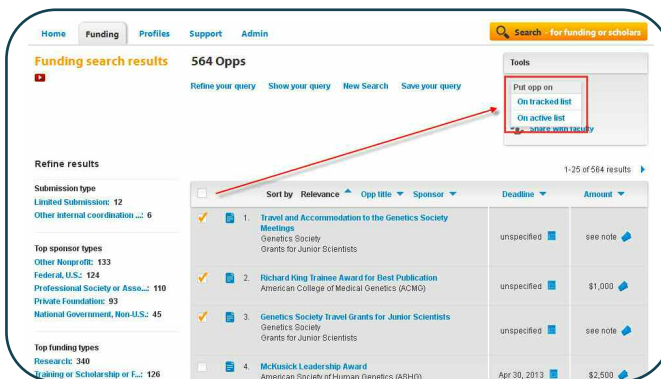 Home Funding Profiles Support Admin
Search - for funding or scholars
Funding search results
564 Opps
Refine your query Show your query New Search Save your query
Tools
Put opp on
On tracked list
On active list
Share with faculty
Refine results
1-25 of 564 results
Submission type
Limited Submission: 12
Other internal coordination ...: 6
Top sponsor types
Other Nonprofit: 133
Federal, U.S.: 124
Professional Society or Asso...: 110
Private Foundation: 93
National Government, Non-U.S.: 45
Top funding types
Research: 340
Training or Scholarship or F...: 126
Sort by Relevance Opp title Sponsor Deadline Amount
1. Travel and Accommodation to the Genetics Society
Meetings
Genetics Society
Grants for Junior Scientists
unspecified see note
2. Richard King Trainee Award for Best Publication
American College of Medical Genetics (ACMG)
unspecified $1,000
3. Genetics Society Travel Grants for Junior Scientists
Genetics Society
Grants for Junior Scientists
unspecified see note
4. McKusick Leadership Award
American Society of Human Genetics (ASHG)
Apr 30, 2013 $2,500